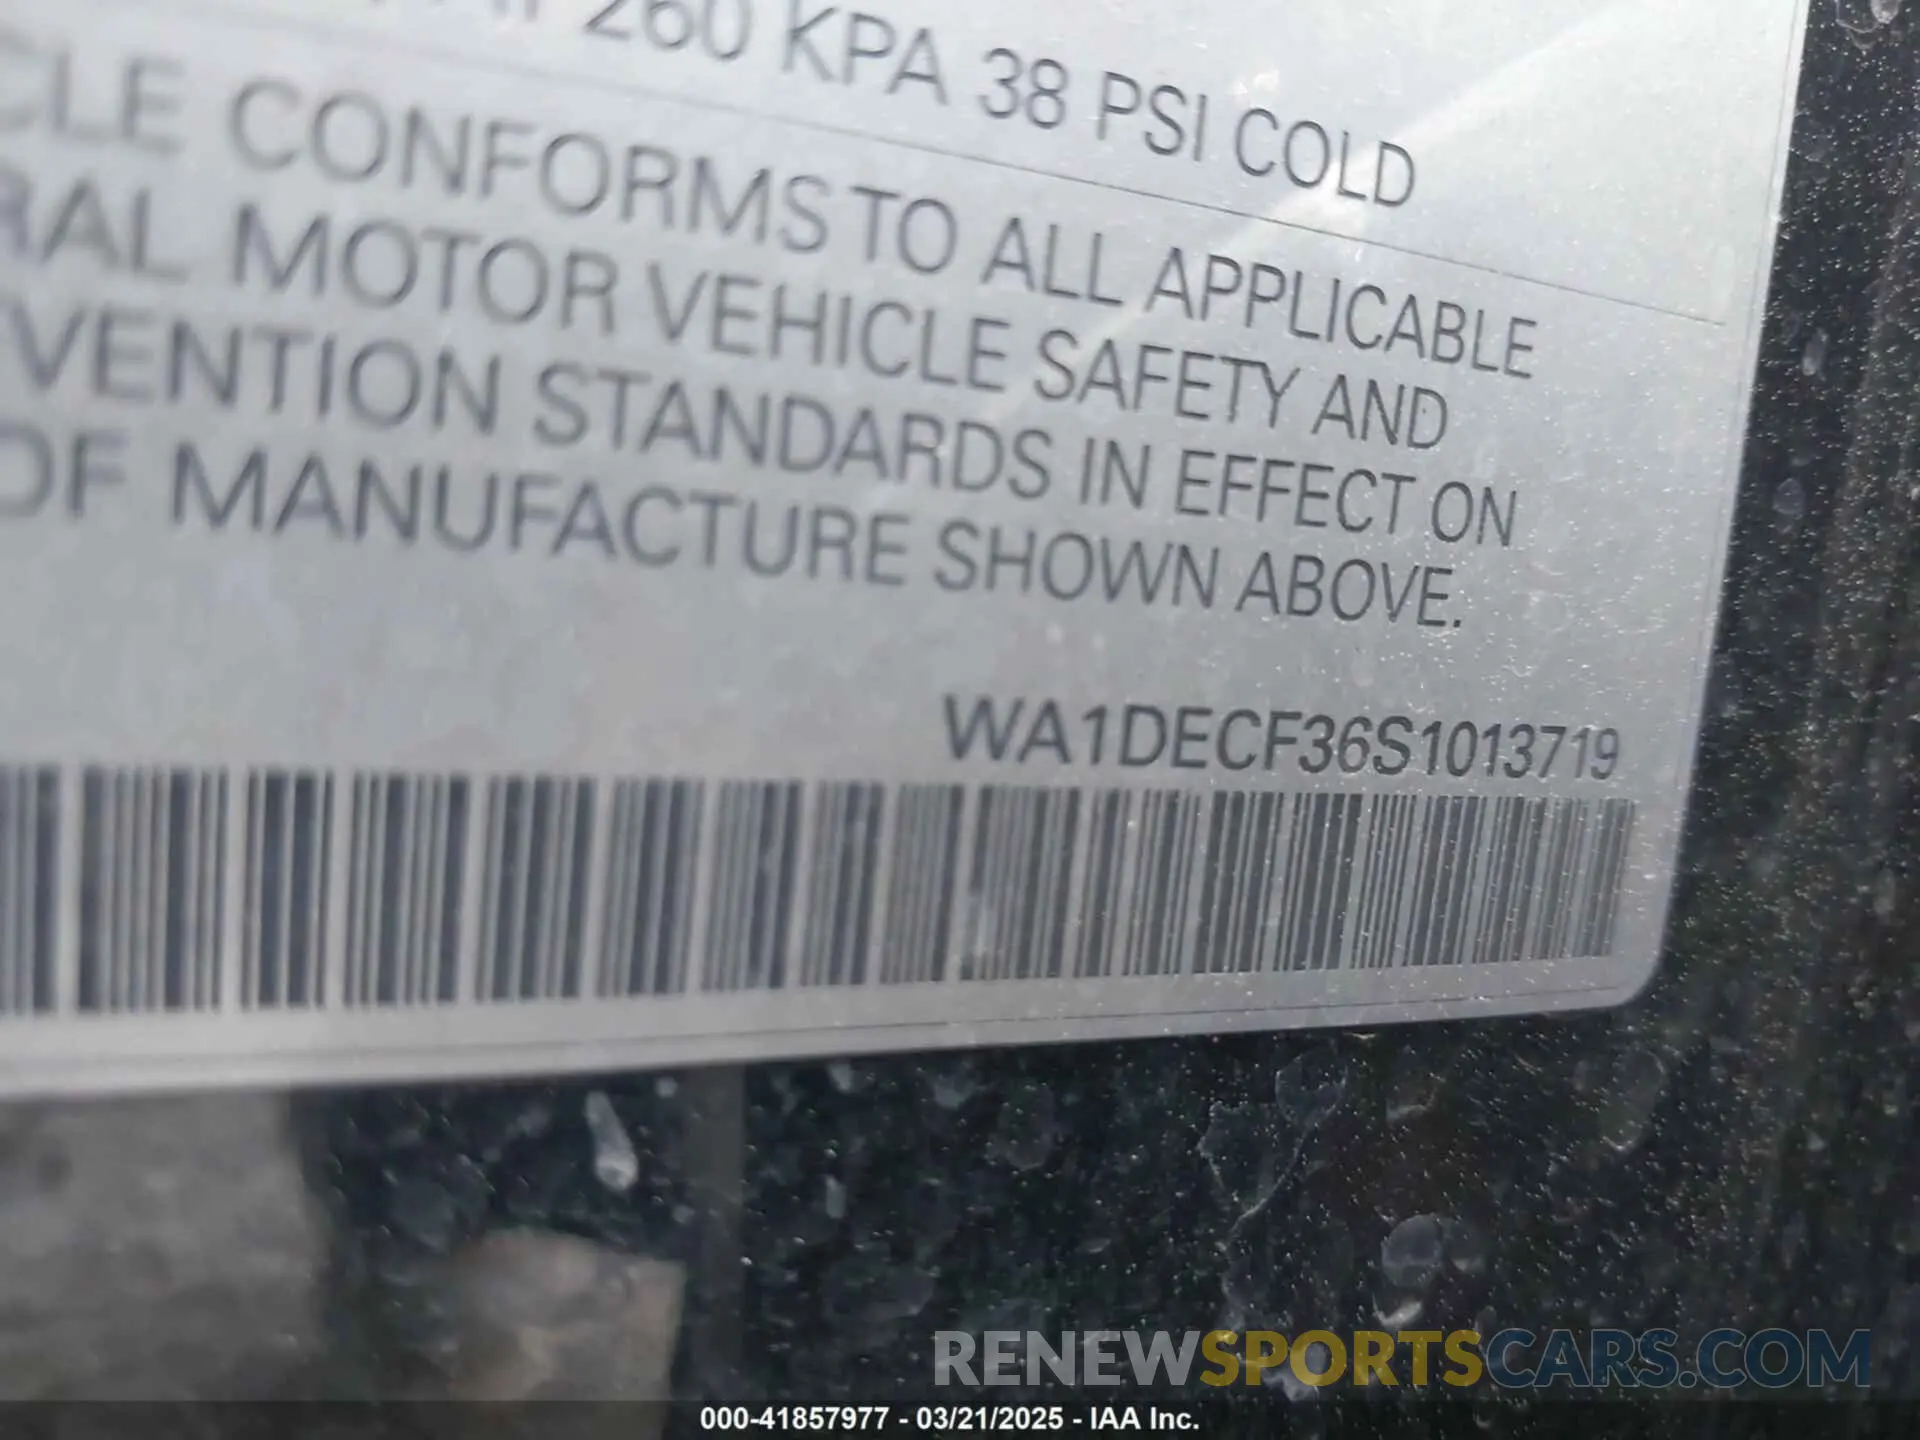 260 KPA 38 PSI COLD
CLE CONFORMS TO ALL APPLICABLE
RAL MOTOR VEHICLE SAFETY AND
VENTION STANDARDS IN EFFECT ON
OF MANUFACTURE SHOWN ABOVE.
WA1DECF36S1013719
RENEWSPORTSCARS.COM
000-41857977 - 03/21/2025 - IAA Inc.